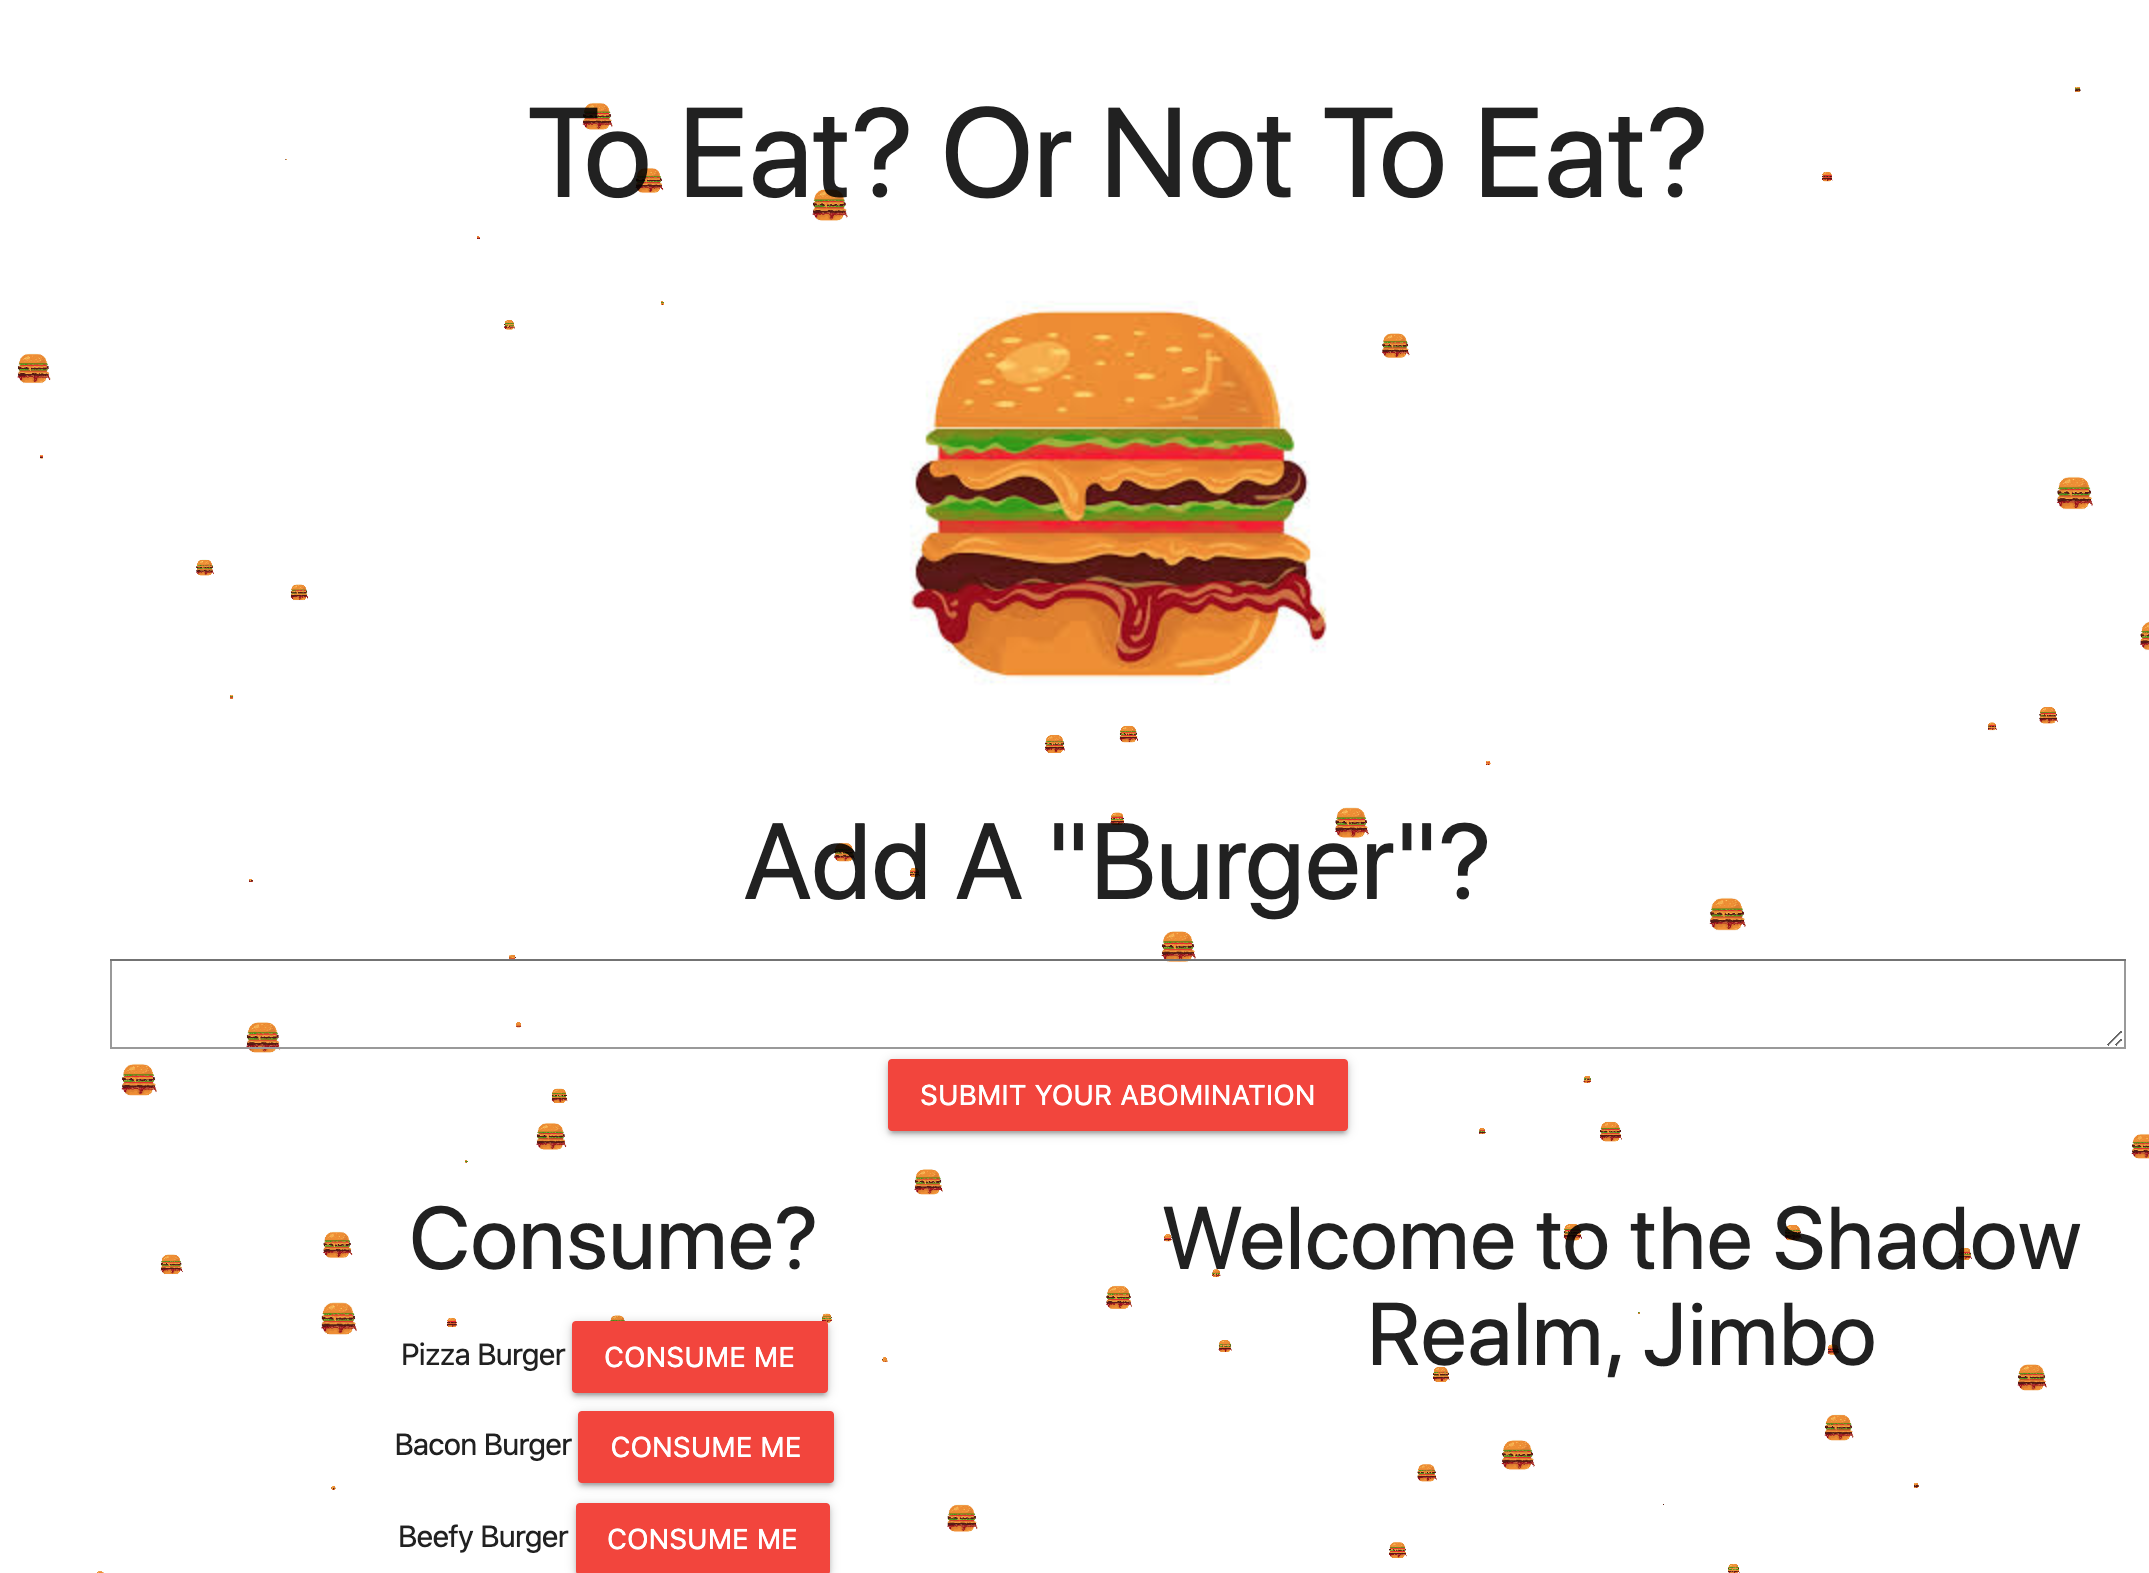 To Eat? Or Not To Eat?
Add A "Burger"?
SUBMIT YOUR ABOMINATION
Consume?
Pizza Burger CONSUME ME
Bacon Burger CONSUME ME
Beefy Burger CONSUME ME
Welcome to the Shadow
Realm, Jimbo